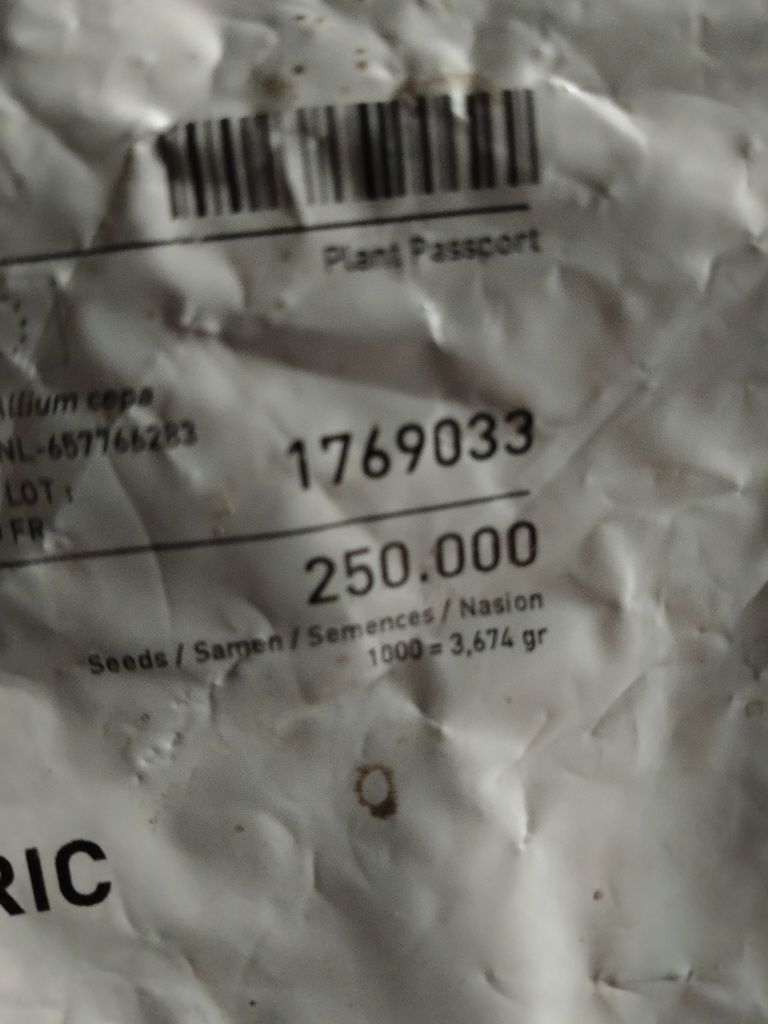 Plant Passport
Allium cepa
NL-657766283
1769033
LOT :
FR
250.000
Seeds / Samen / Semences / Nasion
1000 = 3,674 gr
RIC